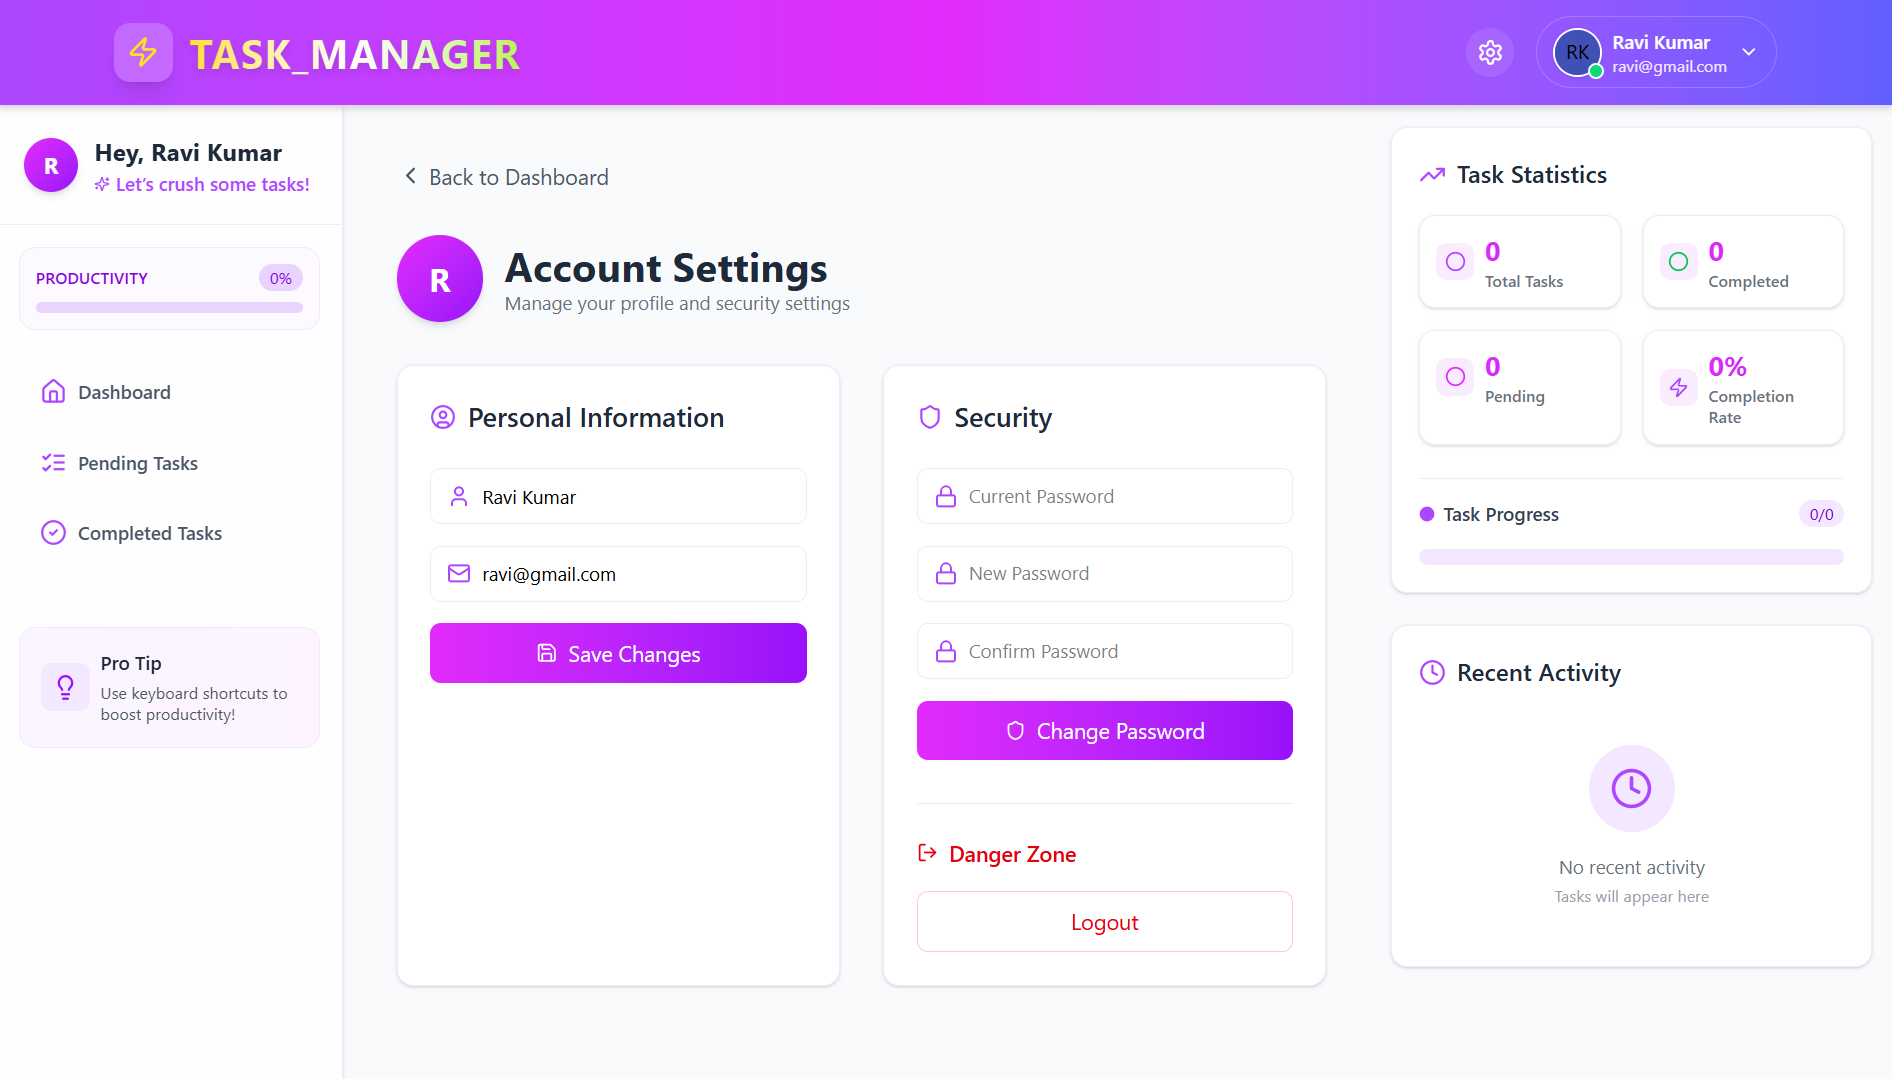 TASK_MANAGER
RK
Ravi Kumar
ravi@gmail.com
R
Hey, Ravi Kumar
Let’s crush some tasks!
PRODUCTIVITY
0%
Dashboard
Pending Tasks
Completed Tasks
Pro Tip
Use keyboard shortcuts to
boost productivity!
Back to Dashboard
R
Account Settings
Manage your profile and security settings
Personal Information
Ravi Kumar
ravi@gmail.com
Save Changes
Security
Current Password
New Password
Confirm Password
Change Password
Danger Zone
Logout
Task Statistics
0
Total Tasks
0
Completed
0
Pending
0%
Completion
Rate
Task Progress
0/0
Recent Activity
No recent activity
Tasks will appear here